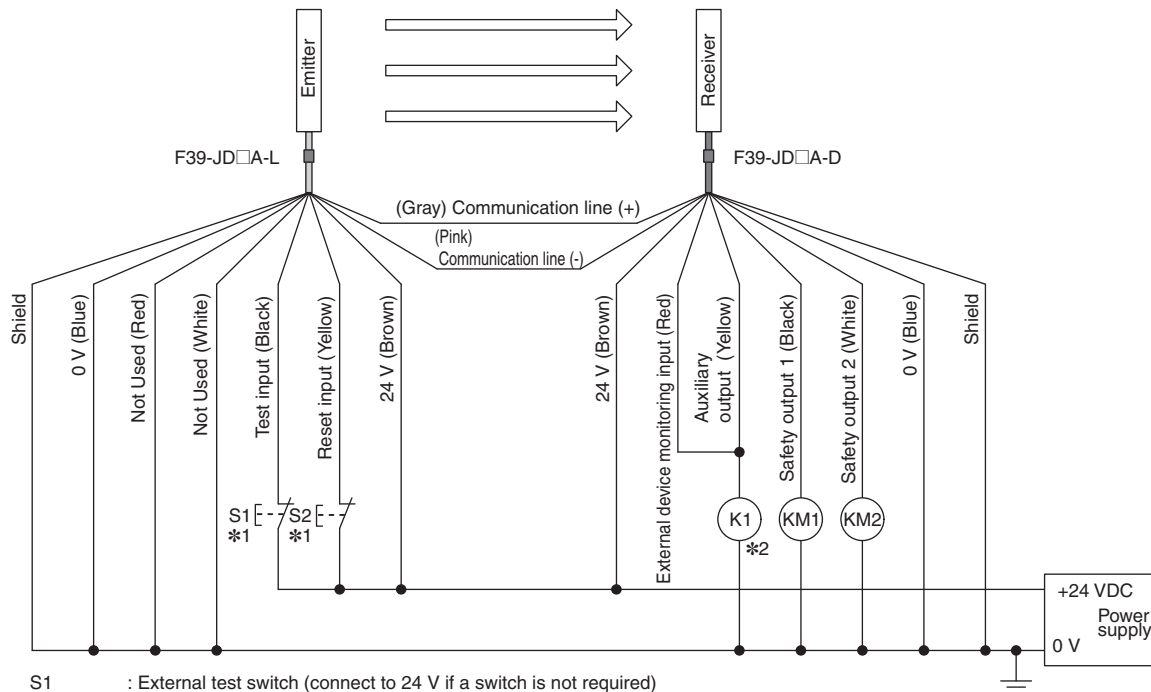 Emitter
Receiver
F39-JD□A-L
F39-JD□A-D
(Gray) Communication line (+)
(Pink)
Communication line (-)
Shield
0 V (Blue)
Not Used (Red)
Not Used (White)
Test input (Black)
Reset input (Yellow)
24 V (Brown)
24 V (Brown)
External device monitoring input (Red)
Auxiliary
output (Yellow)
Safety output 1 (Black)
Safety output 2 (White)
0 V (Blue)
Shield
S1
*1
S2
*1
K1
*2
KM1
KM2
+24 VDC
Power
supply
0 V
S1 : External test switch (connect to 24 V if a switch is not required)